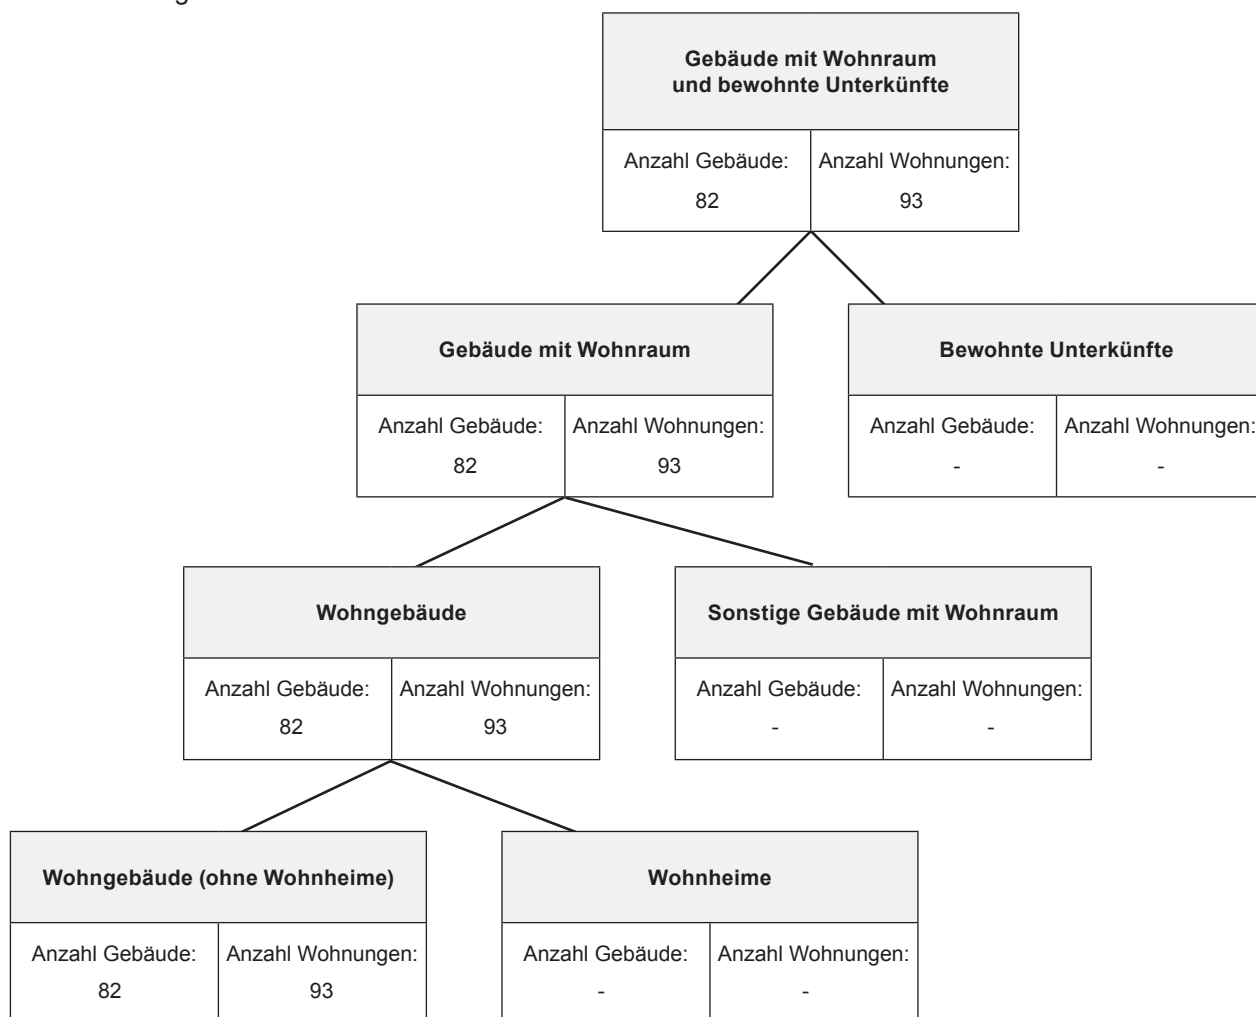 Gebäude mit Wohnraum
und bewohnte Unterkünfte
Anzahl Gebäude: Anzahl Wohnungen:
82 93
Gebäude mit Wohnraum
Anzahl Gebäude: Anzahl Wohnungen:
82 93
Bewohnte Unterkünfte
Anzahl Gebäude: Anzahl Wohnungen:
- -
Wohngebäude
Anzahl Gebäude: Anzahl Wohnungen:
82 93
Sonstige Gebäude mit Wohnraum
Anzahl Gebäude: Anzahl Wohnungen:
- -
Wohngebäude (ohne Wohnheime)
Anzahl Gebäude: Anzahl Wohnungen:
82 93
Wohnheime
Anzahl Gebäude: Anzahl Wohnungen:
- -